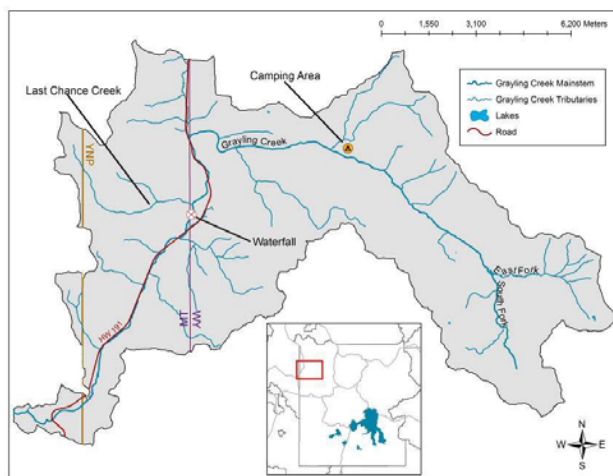 0 1,550 3,100 6,200 Meters
Camping Area
Last Chance Creek
Grayling Creek Mainstem
Grayling Creek Tributaries
Lakes
Road
Grayling Creek
YNP
Waterfall
East Fork
South Fork
MT
WY
HW 191
N
W
E
S